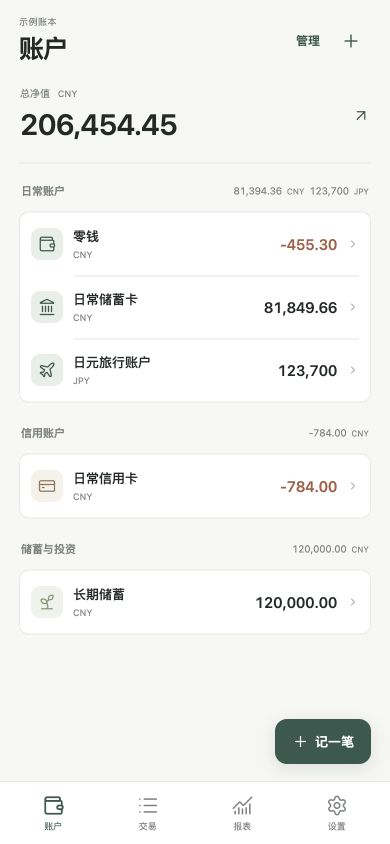 示例账本
账户
管理
总净值 CNY
206,454.45
日常账户 81,394.36 CNY 123,700 JPY
零钱
CNY
-455.30
日常储蓄卡
CNY
81,849.66
日元旅行账户
JPY
123,700
信用账户 -784.00 CNY
日常信用卡
CNY
-784.00
储蓄与投资 120,000.00 CNY
长期储蓄
CNY
120,000.00
记一笔
账户 交易 报表 设置